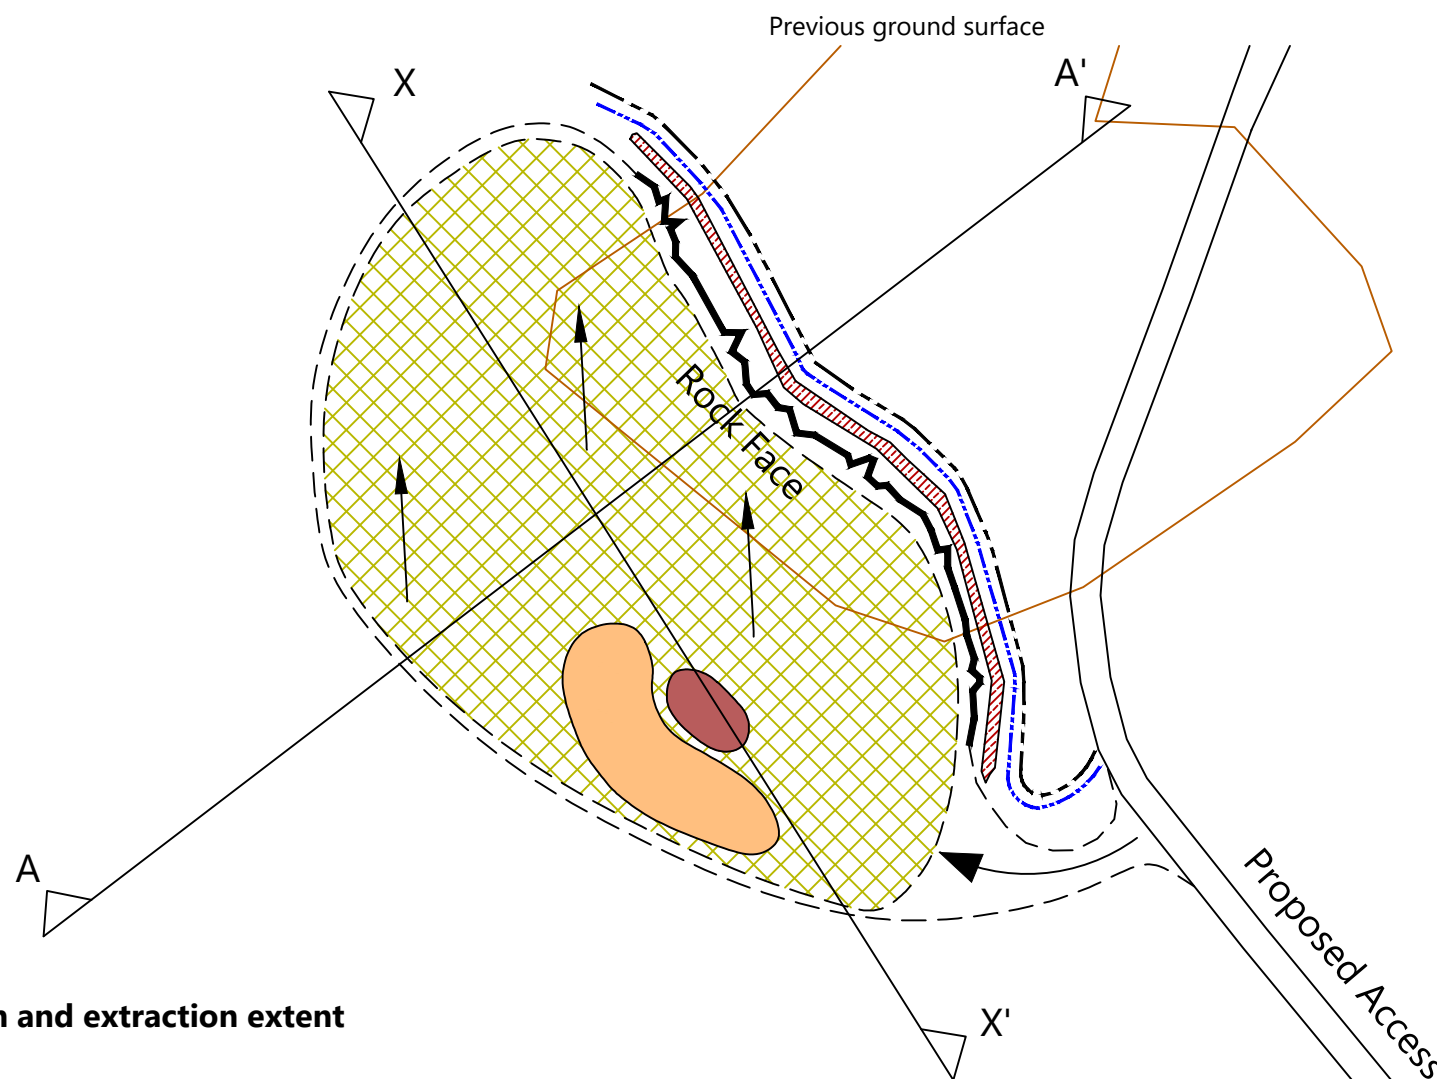 Previous ground surface
X
A'
Rock Face
A
Proposed Access
X'
and extraction extent